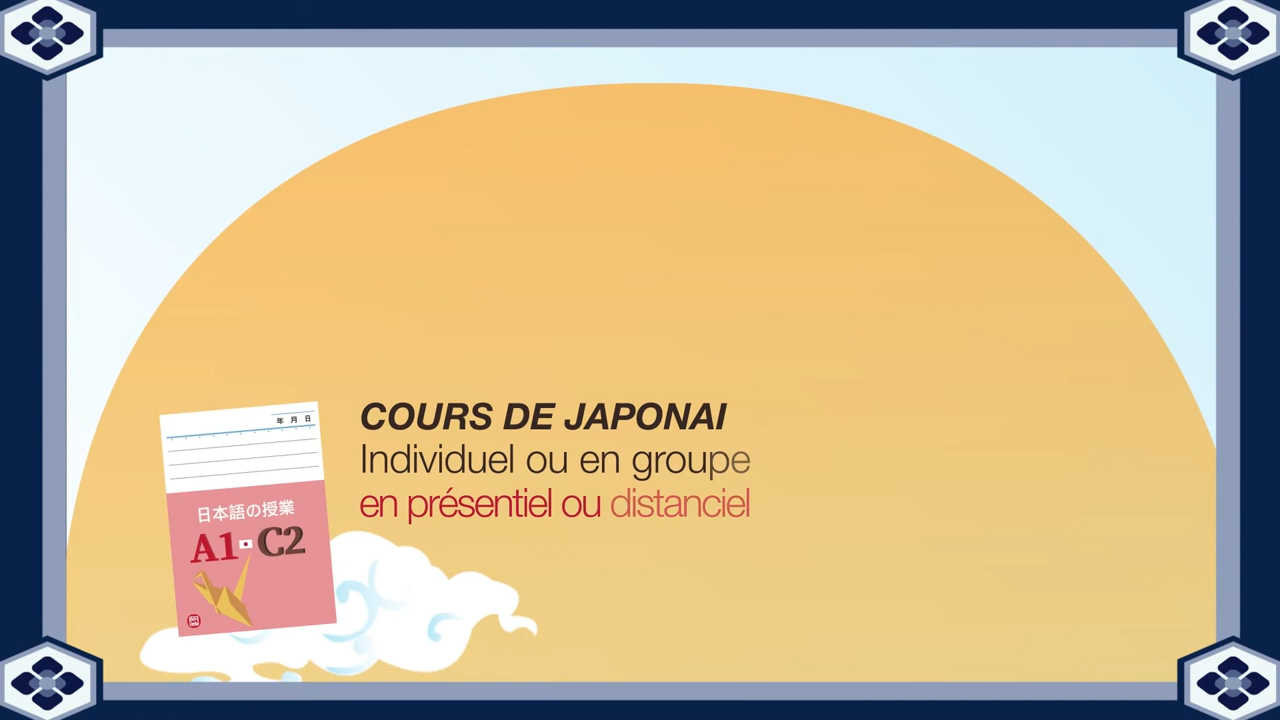 COURS DE JAPONAI
Individuel ou en groupe
en présentiel ou distanciel
年 月 日
日本語の授業
A1 C2